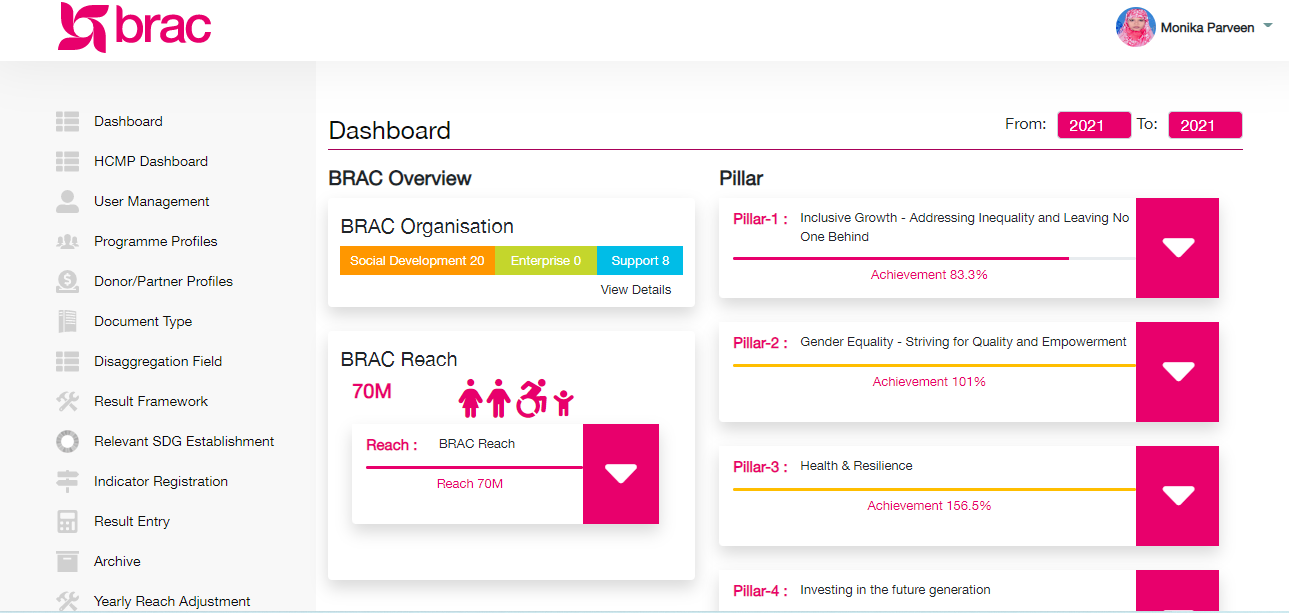 brac
Monika Parveen
Dashboard
HCMP Dashboard
User Management
Programme Profiles
Donor/Partner Profiles
Document Type
Disaggregation Field
Result Framework
Relevant SDG Establishment
Indicator Registration
Result Entry
Archive
Yearly Reach Adjustment
Dashboard
From: 2021 To: 2021
BRAC Overview
BRAC Organisation
Social Development 20 Enterprise 0 Support 8
View Details
BRAC Reach
70M
Reach : BRAC Reach
Reach 70M
Pillar
Pillar-1 : Inclusive Growth - Addressing Inequality and Leaving No
One Behind
Achievement 83.3%
Pillar-2 : Gender Equality - Striving for Quality and Empowerment
Achievement 101%
Pillar-3 : Health & Resilience
Achievement 156.5%
Pillar-4 : Investing in the future generation